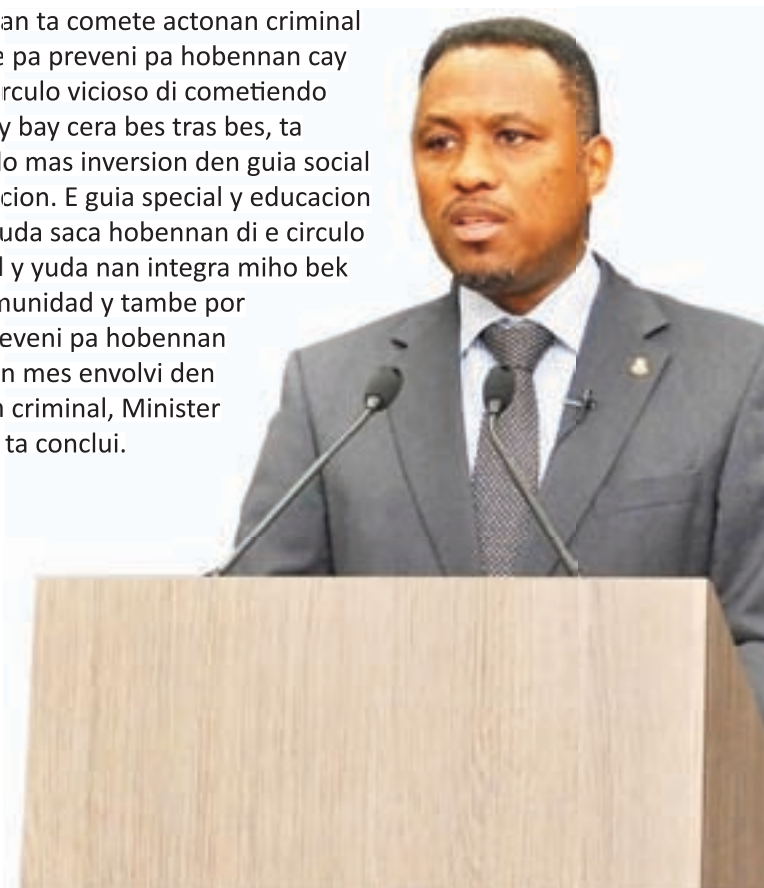 an ta comete actonan criminal
e pa preveni pa hobennan cay
rculo vicioso di cometiendo
y bay cera bes tras bes, ta
do mas inversion den guia social
cion. E guia special y educacion
uda saca hobennan di e circulo
l y yuda nan integra miho bek
munidad y tambe por
eveni pa hobennan
n mes envolvi den
n criminal, Minister
ta conclui.